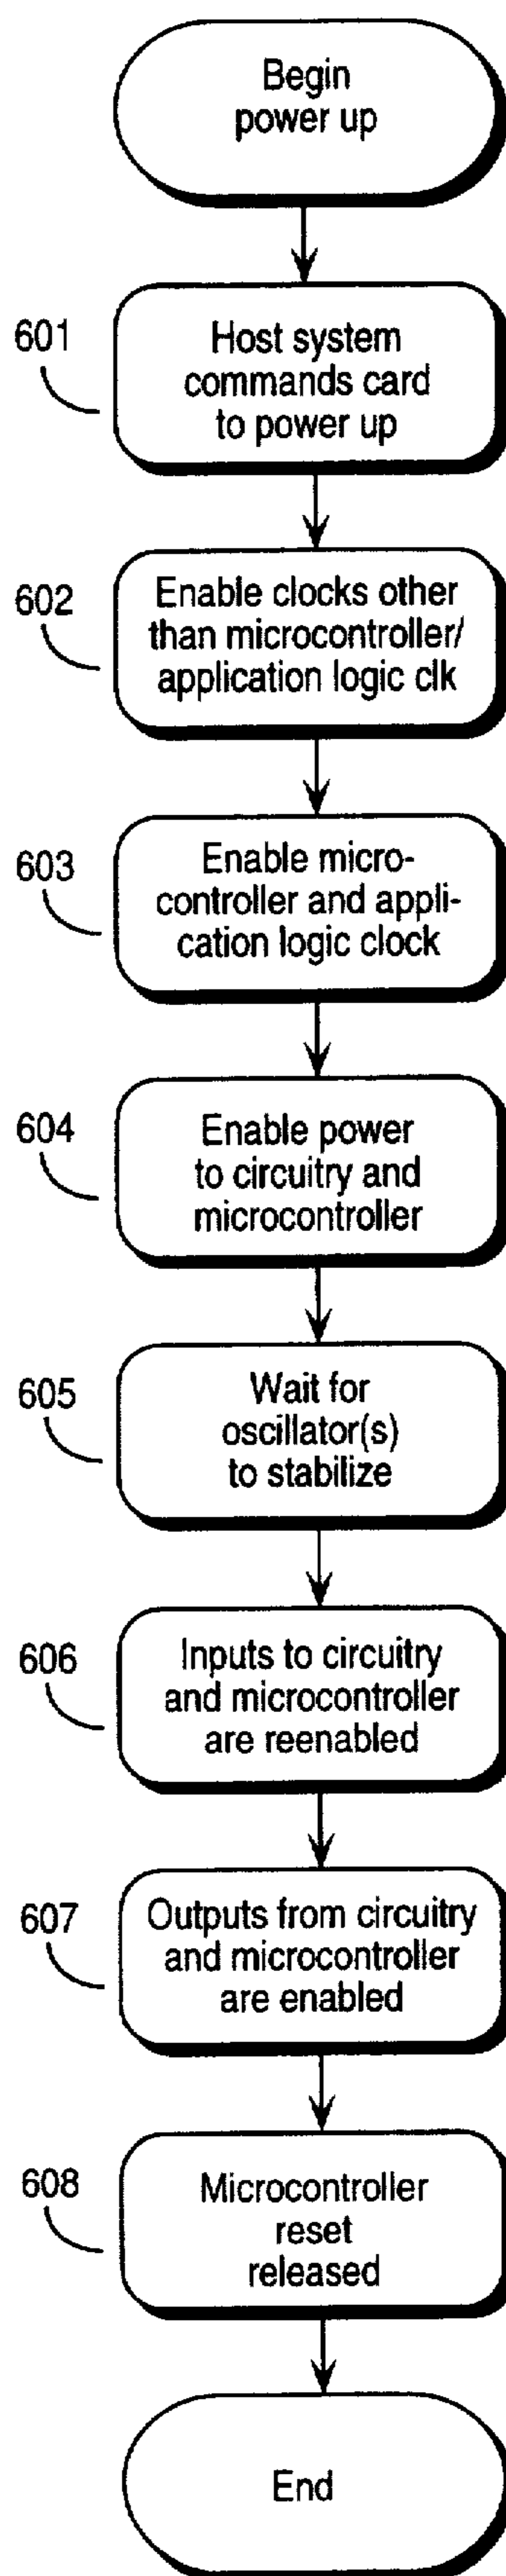 Begin
power up
601
Host system
commands card
to power up
602
Enable clocks other
than microcontroller/
application logic clk
603
Enable micro-
controller and appli-
cation logic clock
604
Enable power
to circuitry and
microcontroller
605
Wait for
oscillator(s)
to stabilize
606
Inputs to circuitry
and microcontroller
are reenabled
607
Outputs from circuitry
and microcontroller
are enabled
608
Microcontroller
reset
released
End